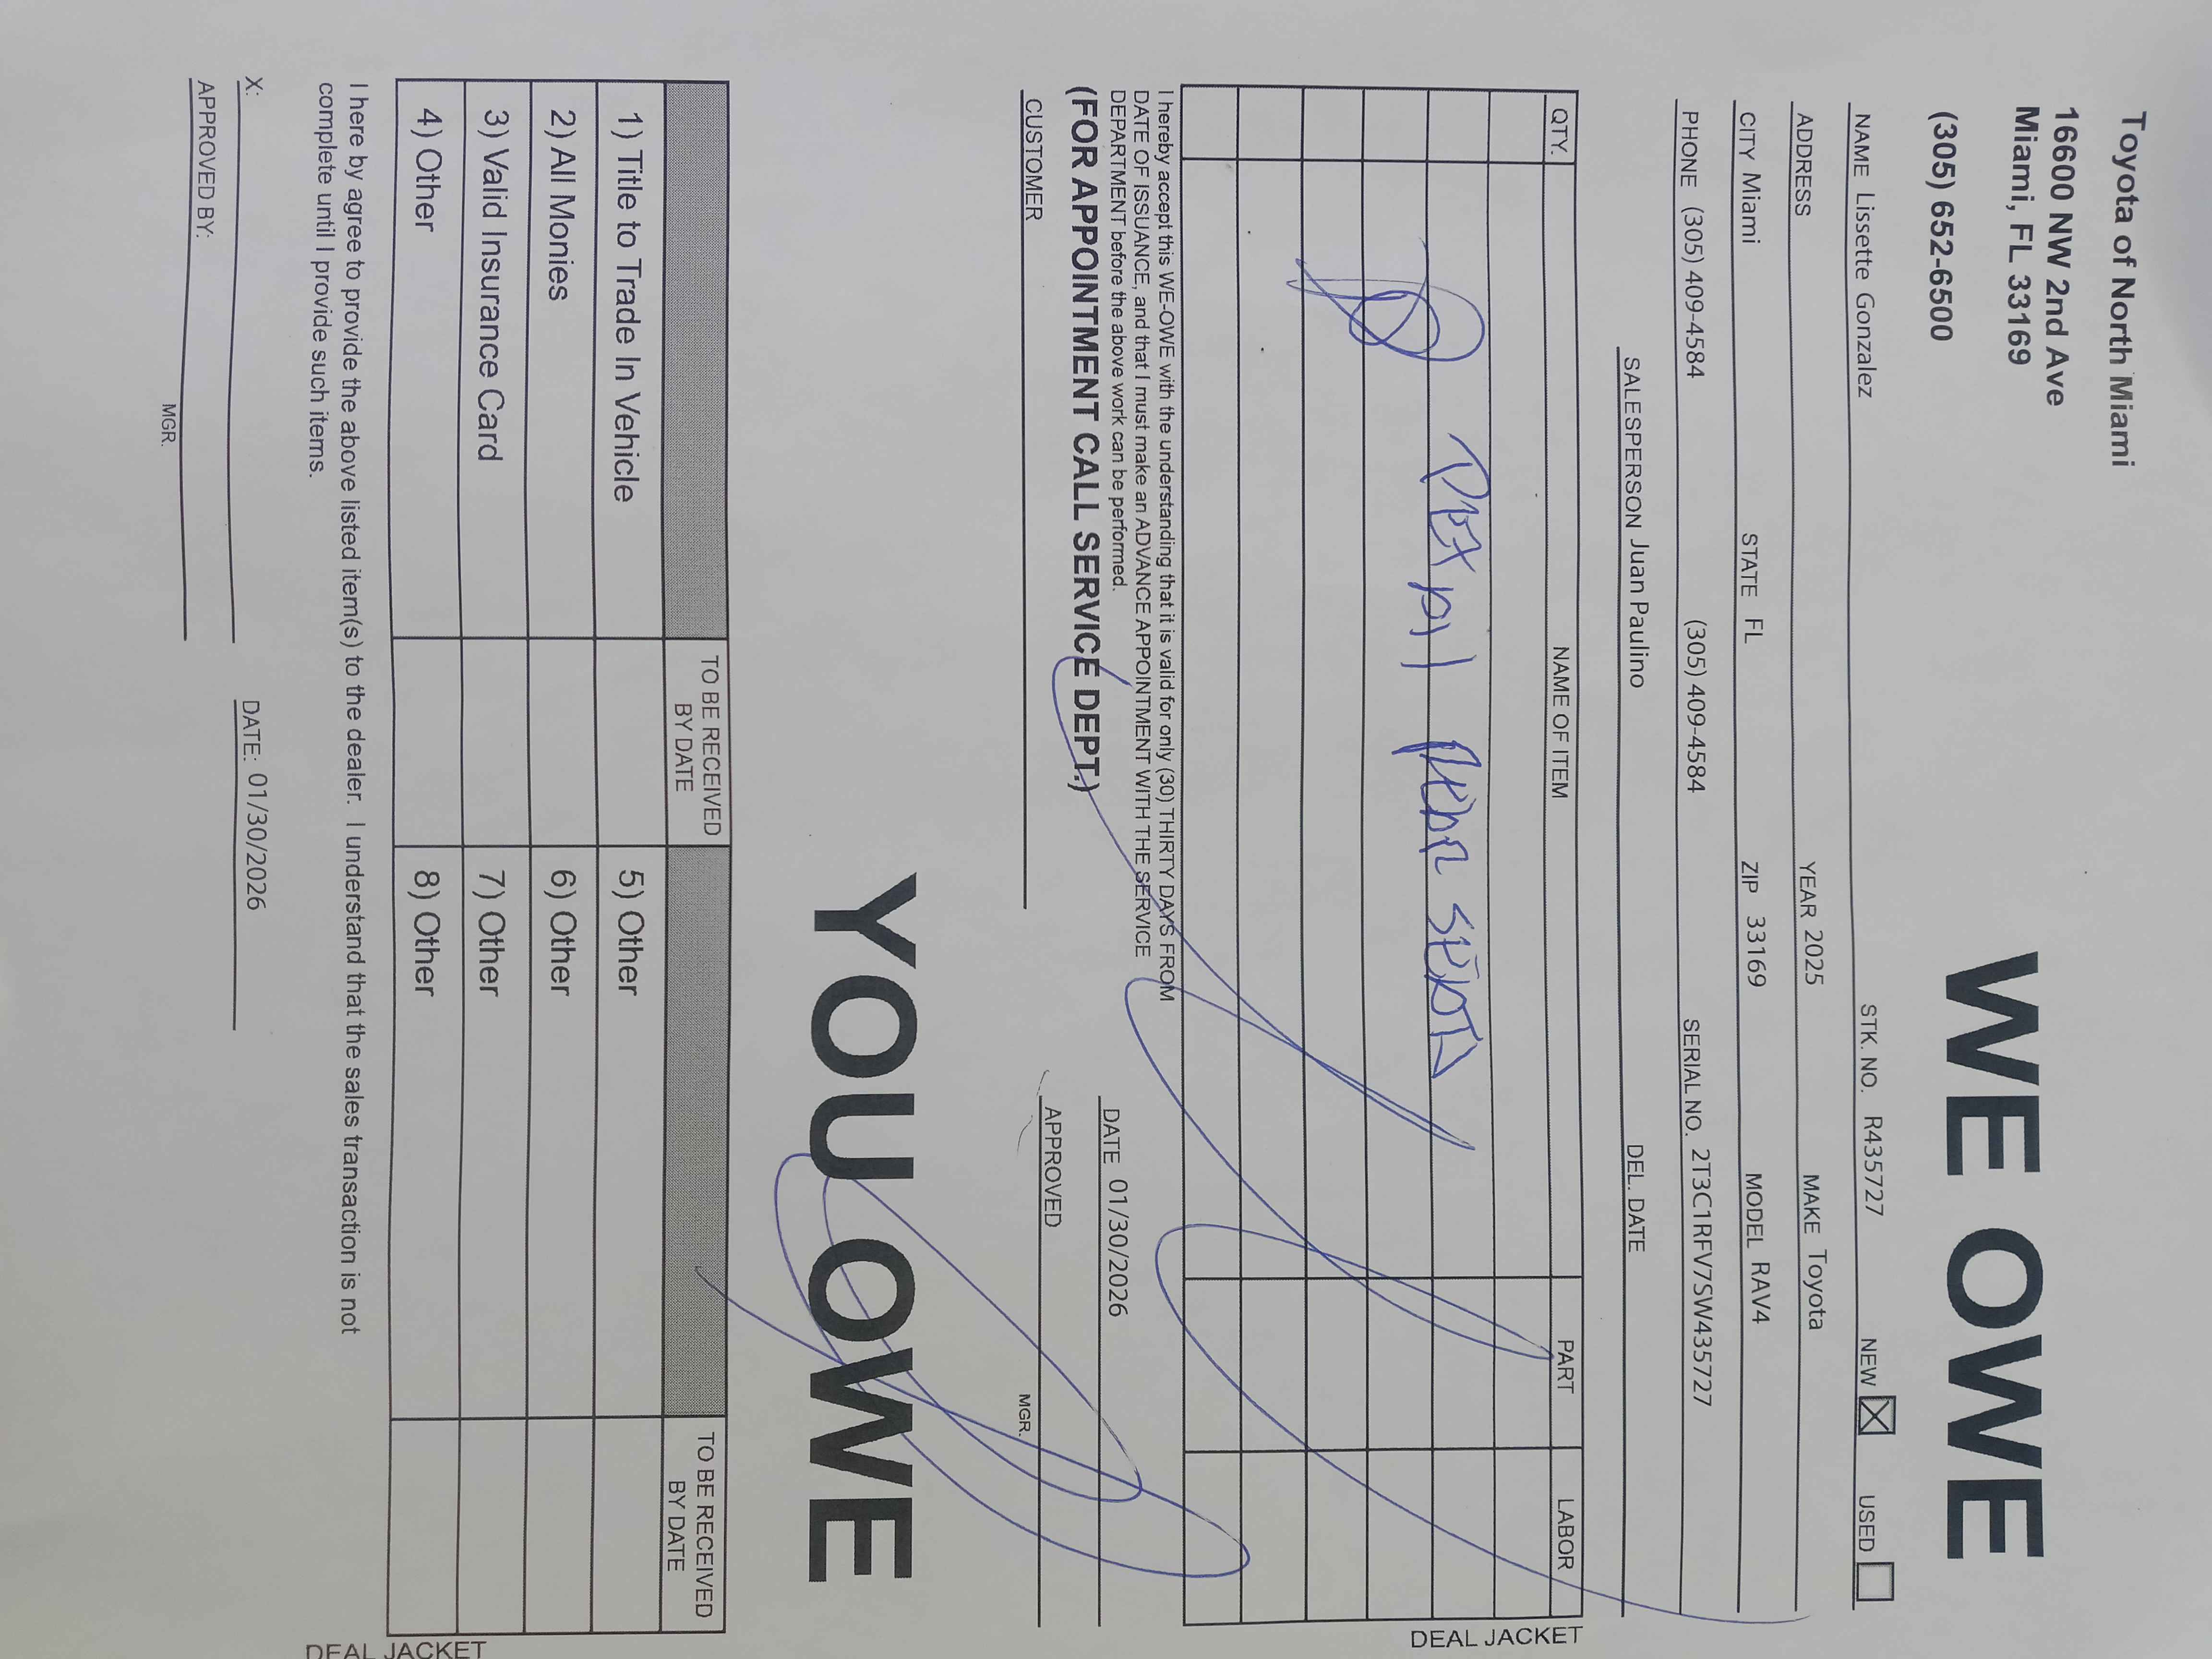 Toyota of North Miami
16600 NW 2nd Ave
Miami, FL 33169
(305) 652-6500
WE OWE
NAME Lissette Gonzalez STK. NO. R435727 NEW ☒ USED ☐
ADDRESS YEAR 2025 MAKE Toyota
CITY Miami STATE FL ZIP 33169 MODEL RAV4
PHONE (305) 409-4584 (305) 409-4584 SERIAL NO. 2T3C1RFV7SW435727
SALESPERSON Juan Paulino DEL. DATE
QTY. NAME OF ITEM PART LABOR
DEAL JACKET
I hereby accept this WE-OWE with the understanding that it is valid for only (30) THIRTY DAYS FROM
DATE OF ISSUANCE, and that I must make an ADVANCE APPOINTMENT WITH THE SERVICE
DEPARTMENT before the above work can be performed.
(FOR APPOINTMENT CALL SERVICE DEPT.)
DATE 01/30/2026
CUSTOMER APPROVED
MGR.
YOU OWE
TO BE RECEIVED BY DATE TO BE RECEIVED BY DATE
1) Title to Trade In Vehicle 5) Other
2) All Monies 6) Other
3) Valid Insurance Card 7) Other
4) Other 8) Other
DEAL JACKET
I here by agree to provide the above listed item(s) to the dealer. I understand that the sales transaction is not
complete until I provide such items.
X: DATE: 01/30/2026
APPROVED BY:
MGR.